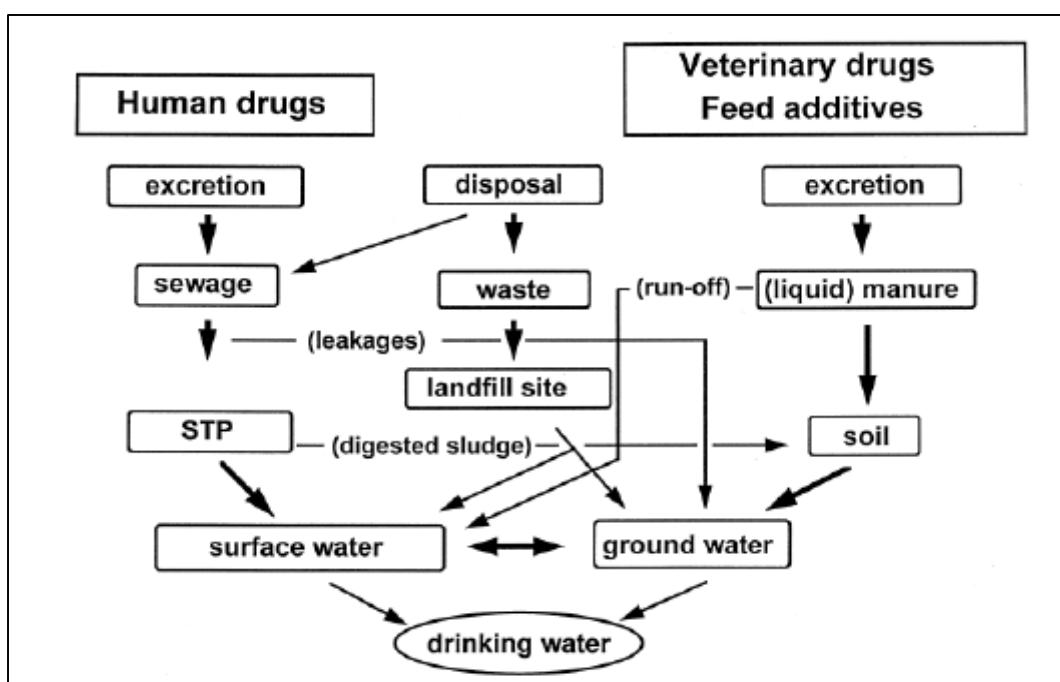 Human drugs
Veterinary drugs
Feed additives
excretion
disposal
excretion
sewage
waste
(run-off)
(liquid) manure
(leakages)
landfill site
STP
(digested sludge)
soil
surface water
ground water
drinking water